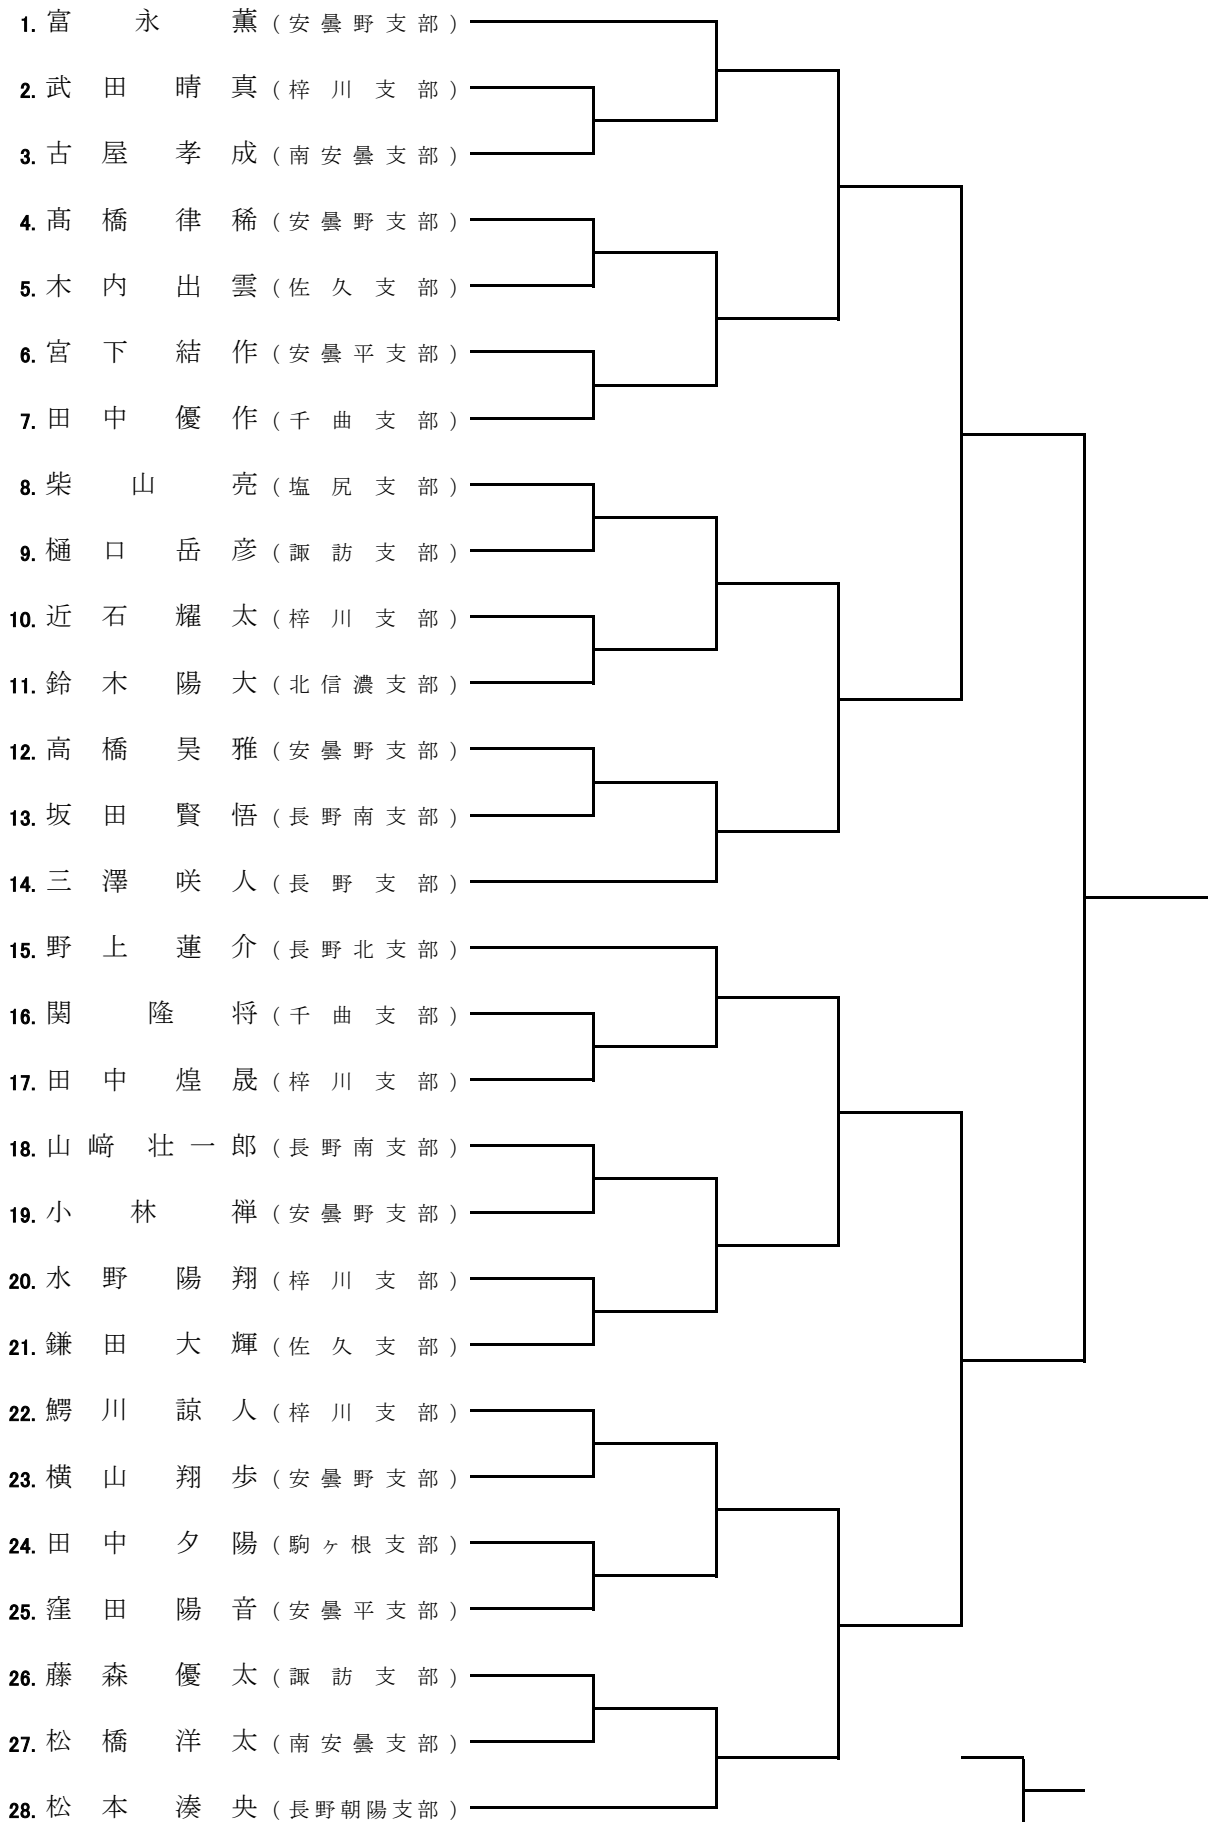 1. 富永薫 (安曇野支部)
2. 武田晴真 (梓川支部)
3. 古屋孝成 (南安曇支部)
4. 髙橋律稀 (安曇野支部)
5. 木内出雲 (佐久支部)
6. 宮下結作 (安曇平支部)
7. 田中優作 (千曲支部)
8. 柴山亮 (塩尻支部)
9. 樋口岳彦 (諏訪支部)
10. 近石耀太 (梓川支部)
11. 鈴木陽大 (北信濃支部)
12. 高橋昊雅 (安曇野支部)
13. 坂田賢悟 (長野南支部)
14. 三澤咲人 (長野支部)
15. 野上蓮介 (長野北支部)
16. 関隆将 (千曲支部)
17. 田中煌晟 (梓川支部)
18. 山﨑壮一郎 (長野南支部)
19. 小林禅 (安曇野支部)
20. 水野陽翔 (梓川支部)
21. 鎌田大輝 (佐久支部)
22. 鰐川諒人 (梓川支部)
23. 横山翔歩 (安曇野支部)
24. 田中夕陽 (駒ヶ根支部)
25. 窪田陽音 (安曇平支部)
26. 藤森優太 (諏訪支部)
27. 松橋洋太 (南安曇支部)
28. 松本湊央 (長野朝陽支部)